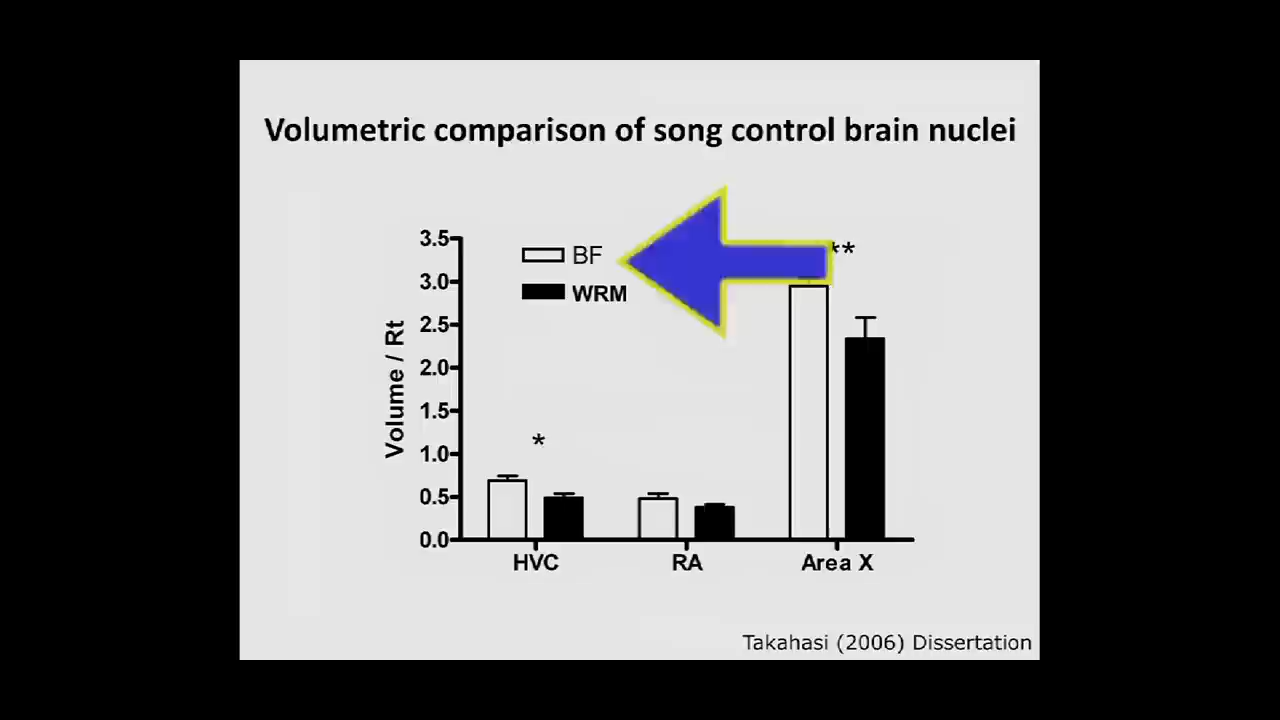 Volumetric comparison of song control brain nuclei
3.5
3.0
2.5
2.0
1.5
1.0
0.5
0.0
Volume / Rt
BF
WRM
*
**
HVC
RA
Area X
Takahasi (2006) Dissertation